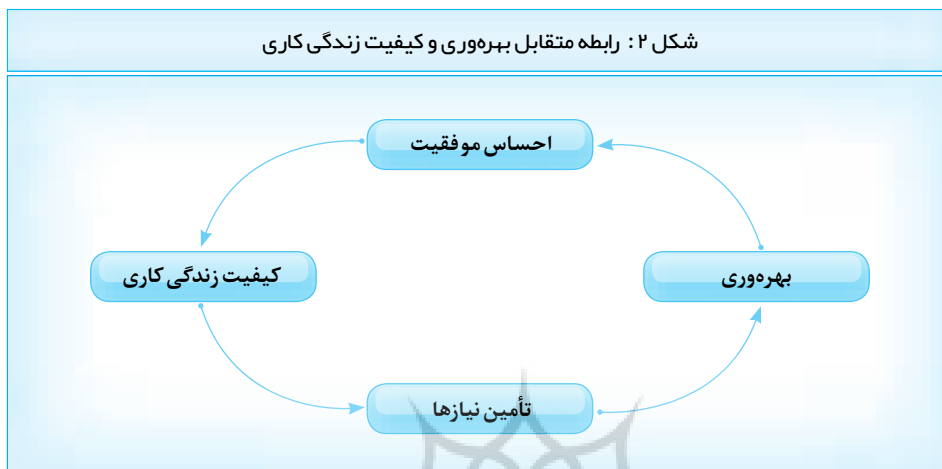 شکل ۲ : رابطه متقابل بهره‌وری و کیفیت زندگی کاری
احساس موفقیت
بهره‌وری
کیفیت زندگی کاری
تأمین نیازها